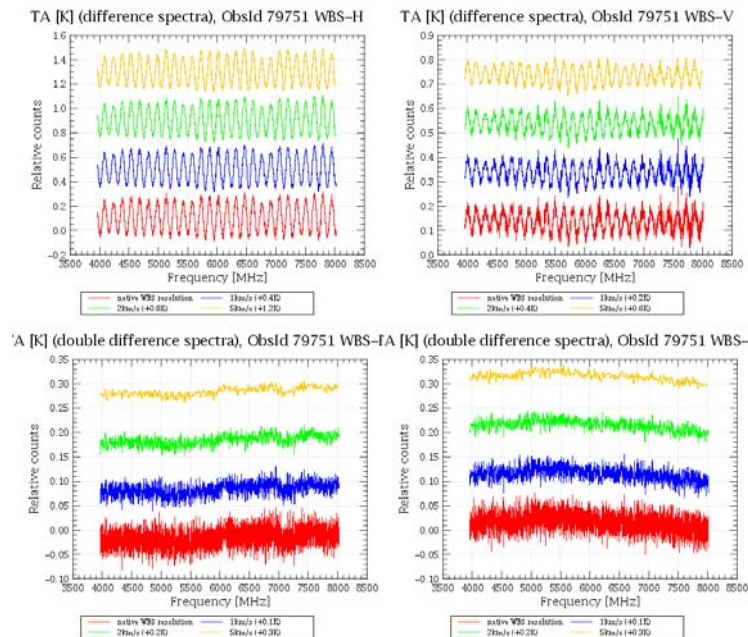 TA [K] (difference spectra), ObsId 79751 WBS-H
1.6
1.4
1.2
1.0
0.8
0.6
0.4
0.2
0.0
-0.2
Relative counts
3500 4000 4500 5000 5500 6000 6500 7000 7500 8000 8500
Frequency [MHz]
native WBS resolution 1km/s (+0.4K)
2km/s (+0.8K) 5km/s (+1.2K)
TA [K] (difference spectra), ObsId 79751 WBS-V
0.9
0.8
0.7
0.6
0.5
0.4
0.3
0.2
0.1
0.0
Relative counts
3500 4000 4500 5000 5500 6000 6500 7000 7500 8000 8500
Frequency [MHz]
native WBS resolution 1km/s (+0.2K)
2km/s (+0.4K) 5km/s (+0.6K)
'A [K] (double difference spectra), ObsId 79751 WBS-
0.35
0.30
0.25
0.20
0.15
0.10
0.05
0.00
-0.05
-0.10
Relative counts
3500 4000 4500 5000 5500 6000 6500 7000 7500 8000 8500
Frequency [MHz]
native WBS resolution 1km/s (+0.1K)
2km/s (+0.2K) 5km/s (+0.3K)
'A [K] (double difference spectra), ObsId 79751 WBS-
0.35
0.30
0.25
0.20
0.15
0.10
0.05
0.00
-0.05
-0.10
Relative counts
3500 4000 4500 5000 5500 6000 6500 7000 7500 8000 8500
Frequency [MHz]
native WBS resolution 1km/s (+0.1K)
2km/s (+0.2K) 5km/s (+0.3K)